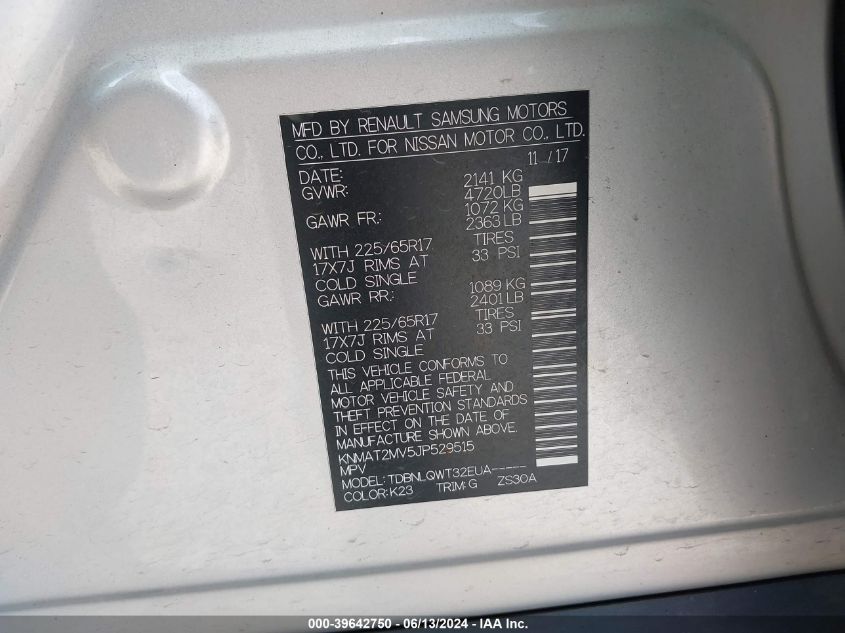 MFD BY RENAULT SAMSUNG MOTORS
CO., LTD. FOR NISSAN MOTOR CO., LTD.
DATE: 11 / 17
GVWR: 2141 KG
4720LB
GAWR FR.: 1072 KG
2363 LB
WITH 225/65R17 TIRES
17X7J RIMS AT 33 PSI
COLD SINGLE
GAWR RR.: 1089 KG
2401LB
WITH 225/65R17 TIRES
17X7J RIMS AT 33 PSI
COLD SINGLE
THIS VEHICLE CONFORMS TO
ALL APPLICABLE FEDERAL
MOTOR VEHICLE SAFETY AND
THEFT PREVENTION STANDARDS
IN EFFECT ON THE DATE OF
MANUFACTURE SHOWN ABOVE.
KNMAT2MV5JP529515
MPV
MODEL: TDBNLQWT32EUA-----
COLOR:K23 TRIM:G ZS30A
000-39642750 - 06/13/2024 - IAA Inc.